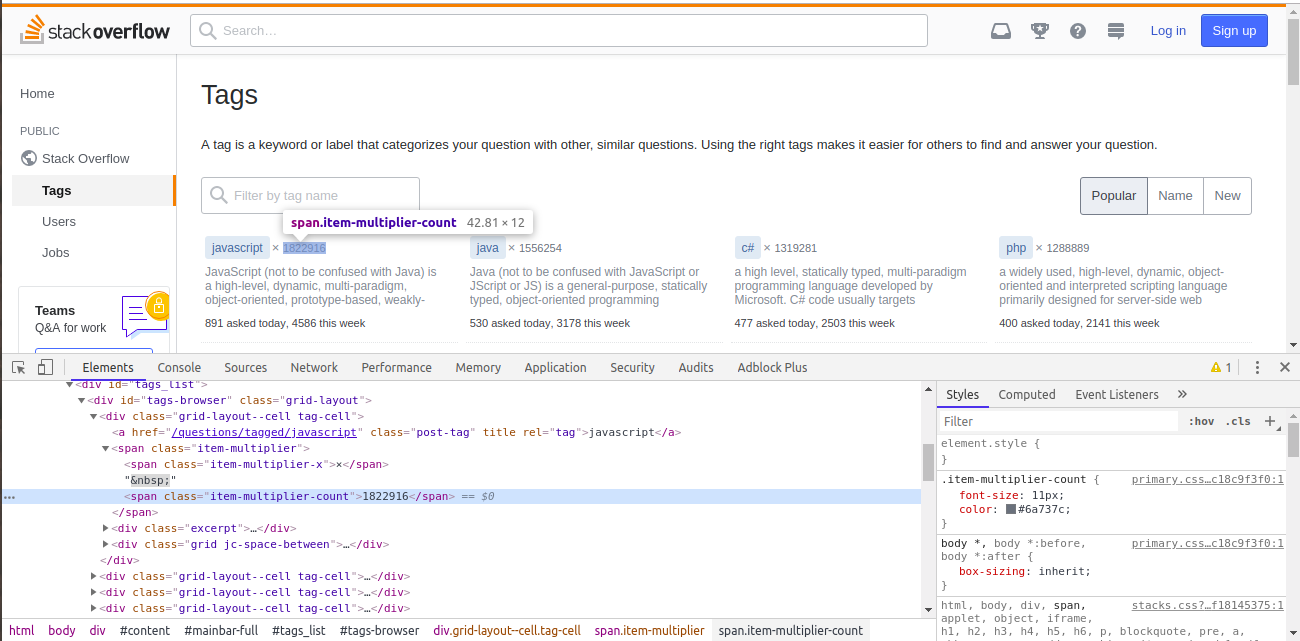 stackoverflow Search… ? Log in Sign up
Home
PUBLIC
Stack Overflow
Tags
Users
Jobs
Teams
Q&A for work
Tags
A tag is a keyword or label that categorizes your question with other, similar questions. Using the right tags makes it easier for others to find and answer your question.
Filter by tag name Popular Name New
span.item-multiplier-count 42.81 × 12
javascript × 1822916
JavaScript (not to be confused with Java) is
a high-level, dynamic, multi-paradigm,
object-oriented, prototype-based, weakly-
891 asked today, 4586 this week
java × 1556254
Java (not to be confused with JavaScript or
JScript or JS) is a general-purpose, statically
typed, object-oriented programming
530 asked today, 3178 this week
c# × 1319281
a high level, statically typed, multi-paradigm
programming language developed by
Microsoft. C# code usually targets
477 asked today, 2503 this week
php × 1288889
a widely used, high-level, dynamic, object-
oriented and interpreted scripting language
primarily designed for server-side web
400 asked today, 2141 this week
Elements Console Sources Network Performance Memory Application Security Audits Adblock Plus 1
▼<div id="tags_list">
▼<div id="tags-browser" class="grid-layout">
▼<div class="grid-layout--cell tag-cell">
<a href="/questions/tagged/javascript" class="post-tag" title rel="tag">javascript</a>
▼<span class="item-multiplier">
<span class="item-multiplier-x">×</span>
"&nbsp;"
… <span class="item-multiplier-count">1822916</span> == $0
</span>
▶<div class="excerpt">…</div>
▶<div class="grid jc-space-between">…</div>
</div>
▶<div class="grid-layout--cell tag-cell">…</div>
▶<div class="grid-layout--cell tag-cell">…</div>
▶<div class="grid-layout--cell tag-cell">…</div>
html body div #content #mainbar-full #tags_list #tags-browser div.grid-layout--cell.tag-cell span.item-multiplier span.item-multiplier-count
Styles Computed Event Listeners »
Filter :hov .cls +
element.style {
}
.item-multiplier-count { primary.css…c18c9f3f0:1
font-size: 11px;
color: #6a737c;
}
body *, body *:before, primary.css…c18c9f3f0:1
body *:after {
box-sizing: inherit;
}
html, body, div, span, stacks.css?…f18145375:1
applet, object, iframe,
h1, h2, h3, h4, h5, h6, p, blockquote, pre, a,